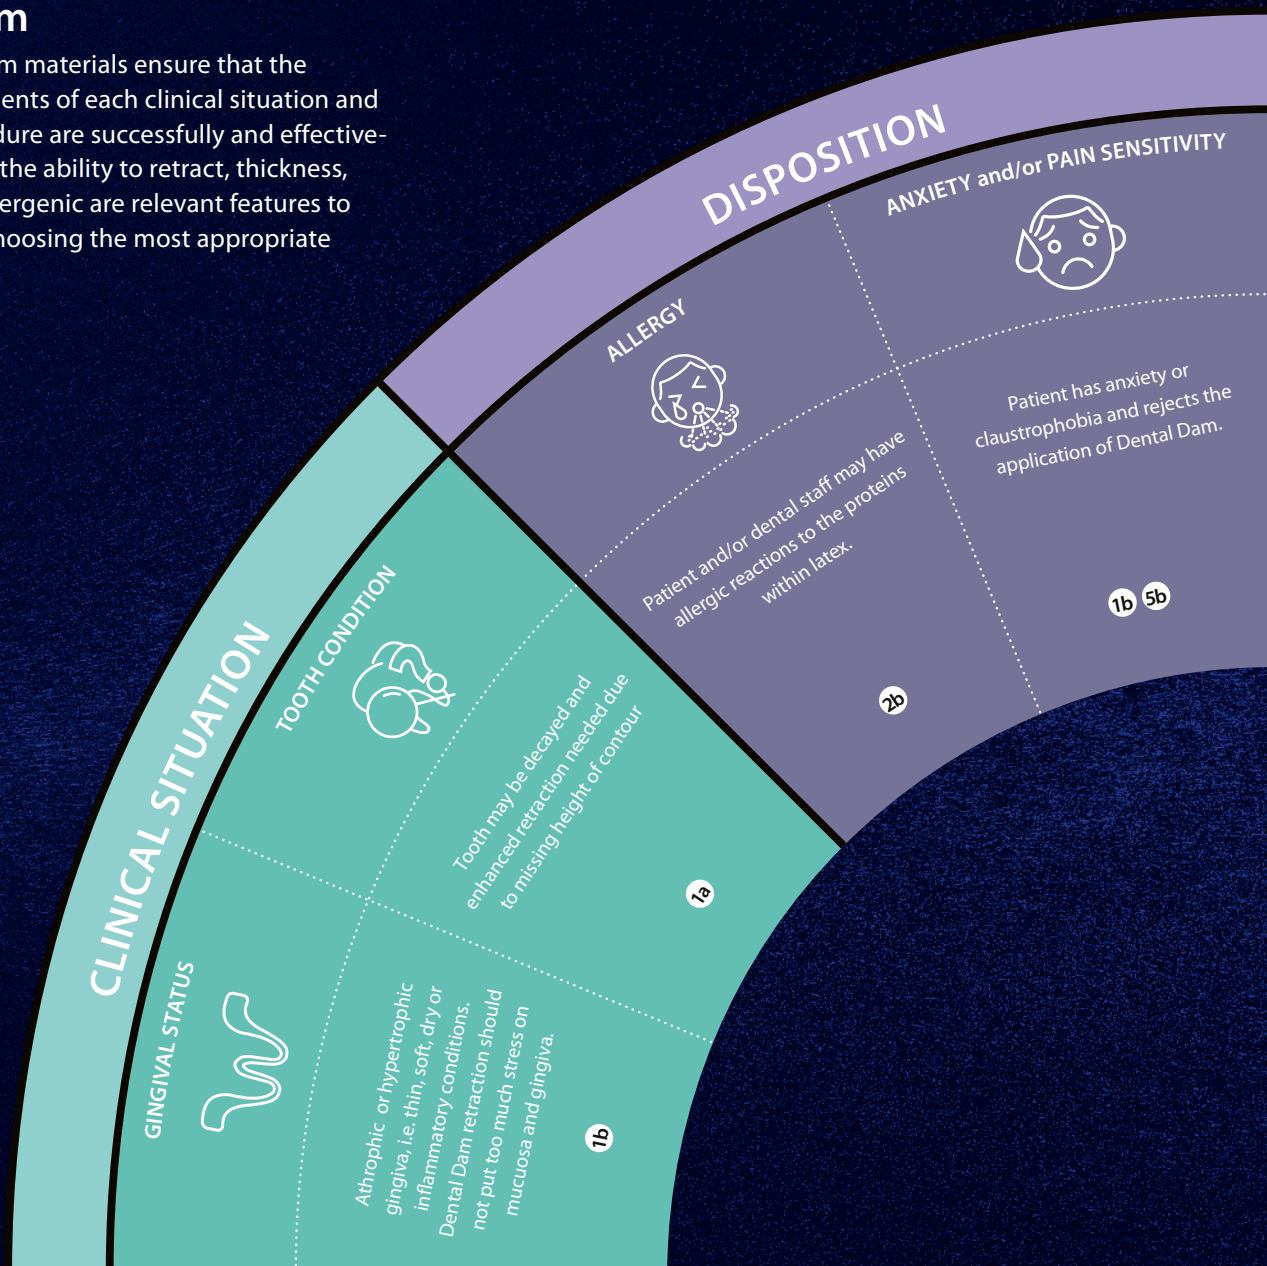 m
m materials ensure that the
ents of each clinical situation and
dure are successfully and effective-
the ability to retract, thickness,
ergenic are relevant features to
hoosing the most appropriate
DISPOSITION
ANXIETY and/or PAIN SENSITIVITY
Patient has anxiety or
claustrophobia and rejects the
application of Dental Dam.
1b 5b
ALLERGY
Patient and/or dental staff may have
allergic reactions to the proteins
within latex.
2b
CLINICAL SITUATION
TOOTH CONDITION
Tooth may be decayed and
enhanced retraction needed due
to missing height of contour
1a
GINGIVAL STATUS
Athrophic or hypertrophic
gingiva, i.e. thin, soft, dry or
inflammatory conditions.
Dental Dam retraction should
not put too much stress on
mucuosa and gingiva.
1b